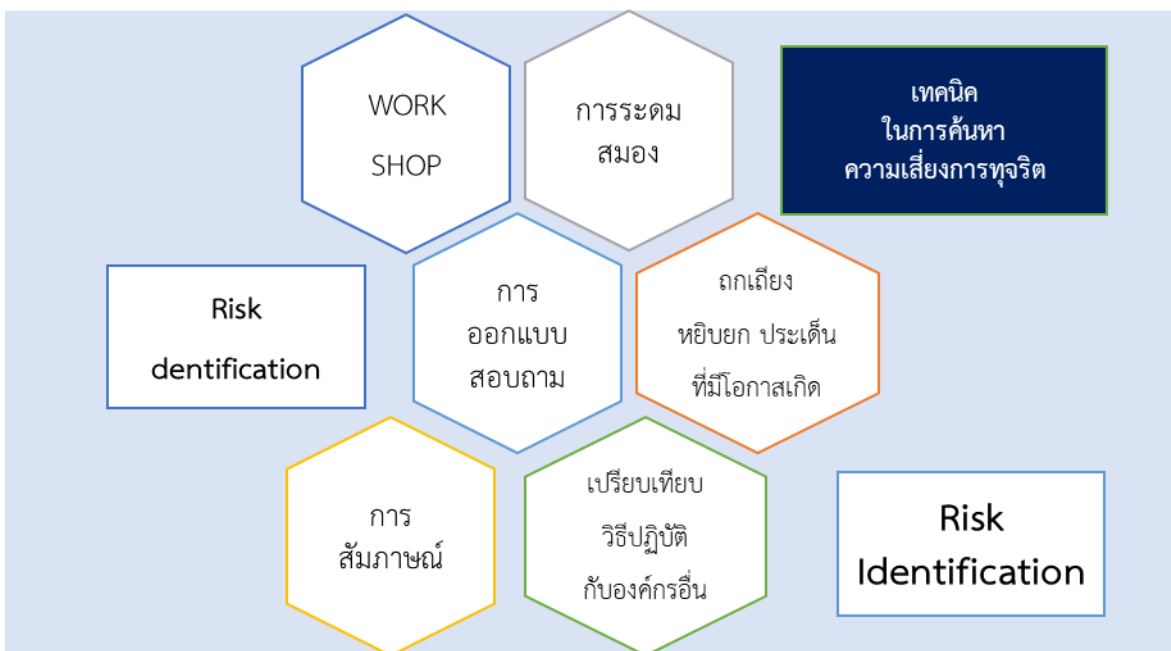 WORK
SHOP
การระดม
สมอง
เทคนิค
ในการค้นหา
ความเสี่ยงการทุจริต
Risk
dentification
การ
ออกแบบ
สอบถาม
ถกเถียง
หยิบยก ประเด็น
ที่มีโอกาสเกิด
การ
สัมภาษณ์
เปรียบเทียบ
วิธีปฏิบัติ
กับองค์กรอื่น
Risk
Identification